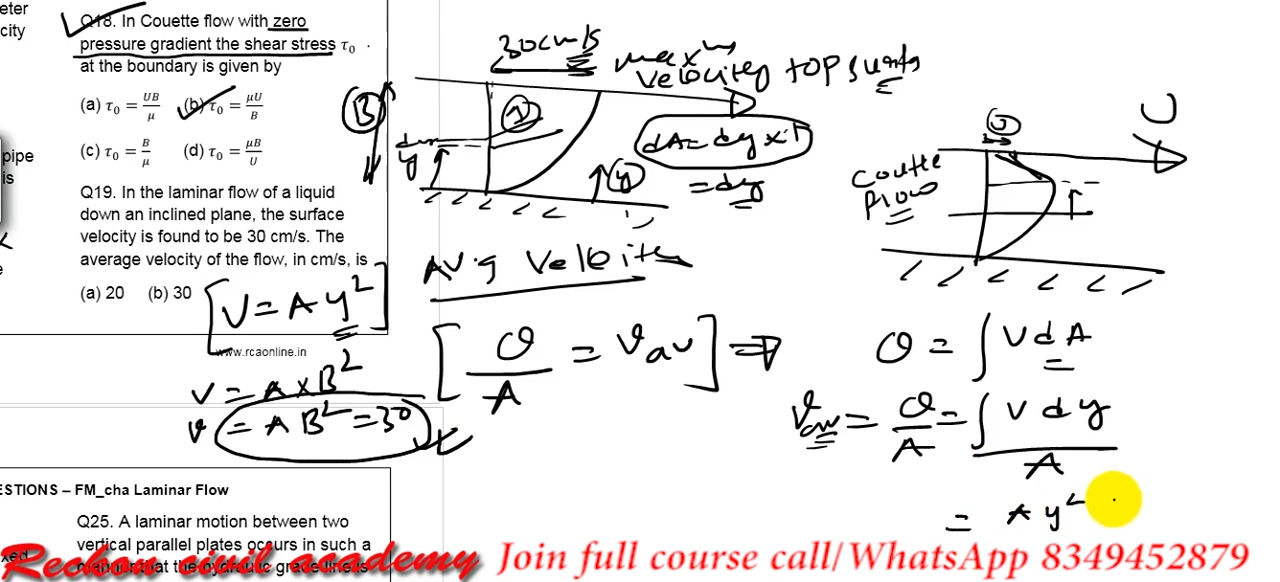 eter
city
pipe
is
Q18. In Couette flow with zero
pressure gradient the shear stress τ₀
at the boundary is given by
(a) τ₀ = UB/μ (b) τ₀ = μU/B
(c) τ₀ = B/μ (d) τ₀ = μB/U
Q19. In the laminar flow of a liquid
down an inclined plane, the surface
velocity is found to be 30 cm/s. The
average velocity of the flow, in cm/s, is
(a) 20 (b) 30
www.rcaonline.in
30cm/s
max^m
velocity top
B
dy
y
y
dA = dy × 1
= dy
U
Couette
flow
Avg Velocity
[V = Ay²]
V = A×B²
V = AB² = 30
[Q/A = Vav] ⇒
Q = ∫ V dA
Vav = Q/A = ∫ V dy / A
= Ay²
ESTIONS – FM_cha Laminar Flow
Q25. A laminar motion between two
vertical parallel plates occurs in such a
Reckon civil academy Join full course call/WhatsApp 8349452879